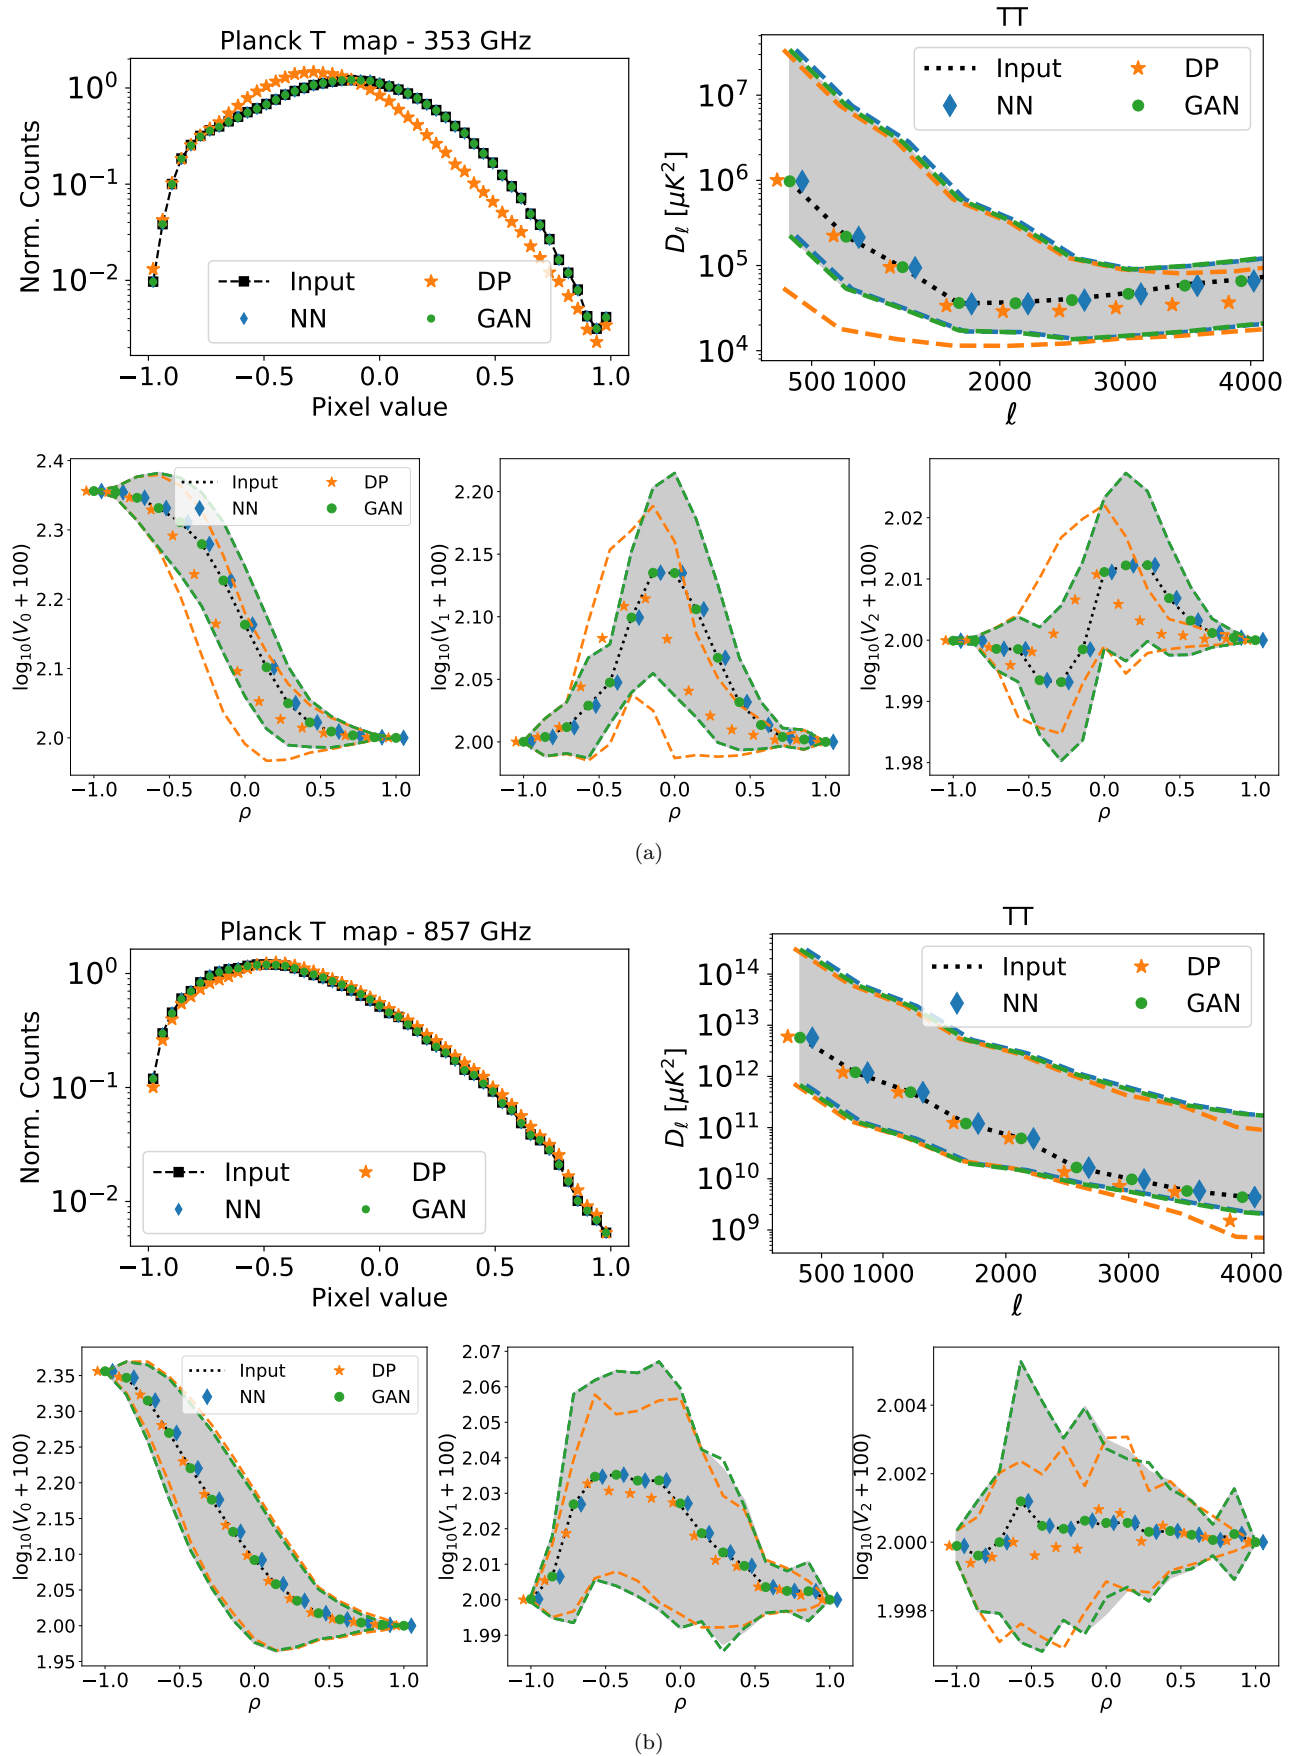 Planck T map - 353 GHz
Norm. Counts
10^0
10^−1
10^−2
Input
NN
DP
GAN
−1.0 −0.5 0.0 0.5 1.0
Pixel value
TT
D_ℓ [μK^2]
10^7
10^6
10^5
10^4
Input
NN
DP
GAN
500 1000 2000 3000 4000
ℓ
log_10(V_0 + 100)
2.4
2.3
2.2
2.1
2.0
Input
NN
DP
GAN
−1.0 −0.5 0.0 0.5 1.0
ρ
log_10(V_1 + 100)
2.20
2.15
2.10
2.05
2.00
−1.0 −0.5 0.0 0.5 1.0
ρ
log_10(V_2 + 100)
2.02
2.01
2.00
1.99
1.98
−1.0 −0.5 0.0 0.5 1.0
ρ
(a)
Planck T map - 857 GHz
Norm. Counts
10^0
10^−1
10^−2
Input
NN
DP
GAN
−1.0 −0.5 0.0 0.5 1.0
Pixel value
TT
D_ℓ [μK^2]
10^14
10^13
10^12
10^11
10^10
10^9
Input
NN
DP
GAN
500 1000 2000 3000 4000
ℓ
log_10(V_0 + 100)
2.35
2.30
2.25
2.20
2.15
2.10
2.05
2.00
1.95
Input
NN
DP
GAN
−1.0 −0.5 0.0 0.5 1.0
ρ
log_10(V_1 + 100)
2.07
2.06
2.05
2.04
2.03
2.02
2.01
2.00
1.99
−1.0 −0.5 0.0 0.5 1.0
ρ
log_10(V_2 + 100)
2.004
2.002
2.000
1.998
−1.0 −0.5 0.0 0.5 1.0
ρ
(b)